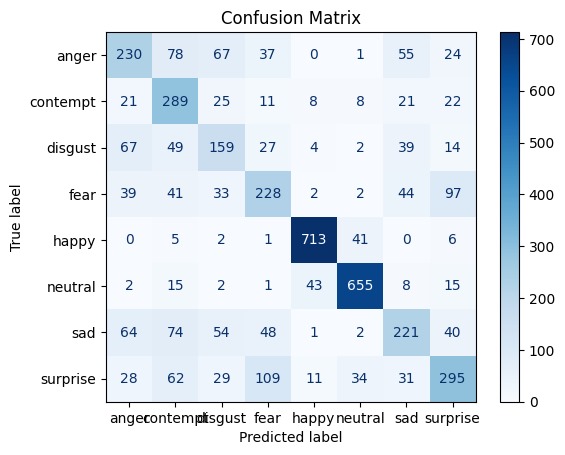 Confusion Matrix
anger 230 78 67 37 0 1 55 24
contempt 21 289 25 11 8 8 21 22
disgust 67 49 159 27 4 2 39 14
fear 39 41 33 228 2 2 44 97
happy 0 5 2 1 713 41 0 6
neutral 2 15 2 1 43 655 8 15
sad 64 74 54 48 1 2 221 40
surprise 28 62 29 109 11 34 31 295
anger contempt disgust fear happy neutral sad surprise
Predicted label
True label
700
600
500
400
300
200
100
0